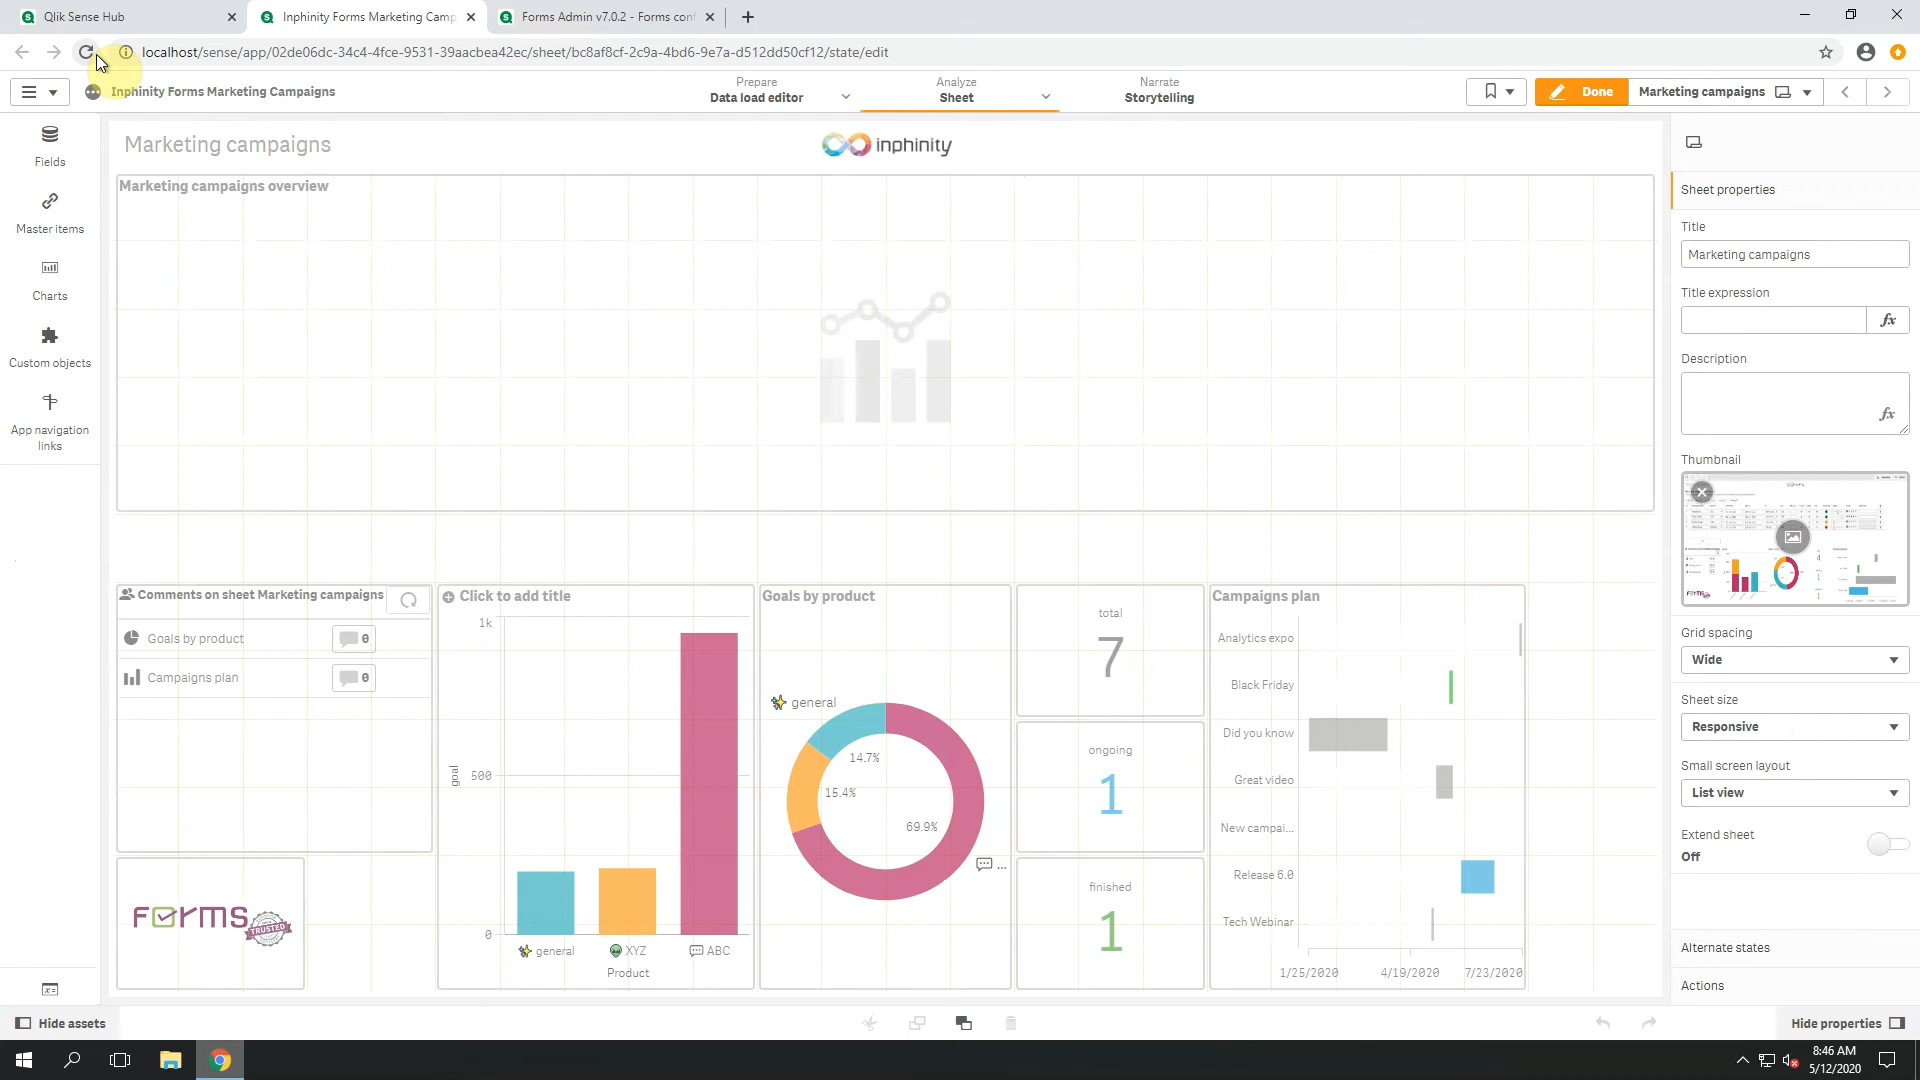 Qlik Sense Hub
Inphinity Forms Marketing Camp
Forms Admin v7.0.2 - Forms con
localhost/sense/app/02de06dc-34c4-4fce-9531-39aacbea42ec/sheet/bc8af8cf-2c9a-4bd6-9e7a-d512dd50cf12/state/edit
Inphinity Forms Marketing Campaigns
Prepare
Data load editor
Analyze
Sheet
Narrate
Storytelling
Done
Marketing campaigns
Fields
Master items
Charts
Custom objects
App navigation
links
Marketing campaigns
inphinity
Marketing campaigns overview
Comments on sheet Marketing campaigns
Goals by product
0
Campaigns plan
0
FORMS
TRUSTED
Click to add title
1k
500
0
goal
general
XYZ
ABC
Product
Goals by product
general
14.7%
15.4%
69.9%
...
total
7
ongoing
1
finished
1
Campaigns plan
Analytics expo
Black Friday
Did you know
Great video
New campai...
Release 6.0
Tech Webinar
1/25/2020
4/19/2020
7/23/2020
Sheet properties
Title
Marketing campaigns
Title expression
fx
Description
fx
Thumbnail
Grid spacing
Wide
Sheet size
Responsive
Small screen layout
List view
Extend sheet
Off
Alternate states
Actions
Hide assets
Hide properties
8:46 AM
5/12/2020